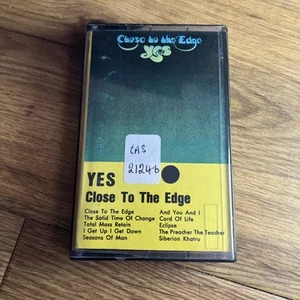 Close to the Edge
Yes
CAS
21246
YES
Close To The Edge
Close To The Edge
The Solid Time Of Change
Total Mass Retain
I Get Up I Get Down
Seasons Of Man
And You And I
Cord Of Life
Eclipse
The Preacher The Teacher
Siberian Khatru